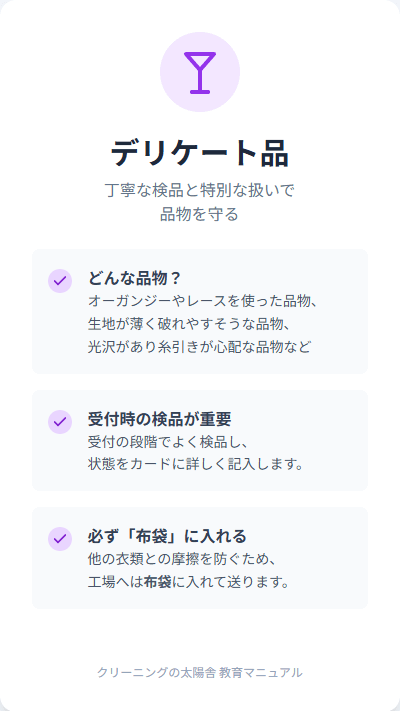 デリケート品
丁寧な検品と特別な扱いで
品物を守る
どんな品物？
オーガンジーやレースを使った品物、
生地が薄く破れやすそうな品物、
光沢があり糸引きが心配な品物など
受付時の検品が重要
受付の段階でよく検品し、
状態をカードに詳しく記入します。
必ず「布袋」に入れる
他の衣類との摩擦を防ぐため、
工場へは布袋に入れて送ります。
クリーニングの太陽舎 教育マニュアル